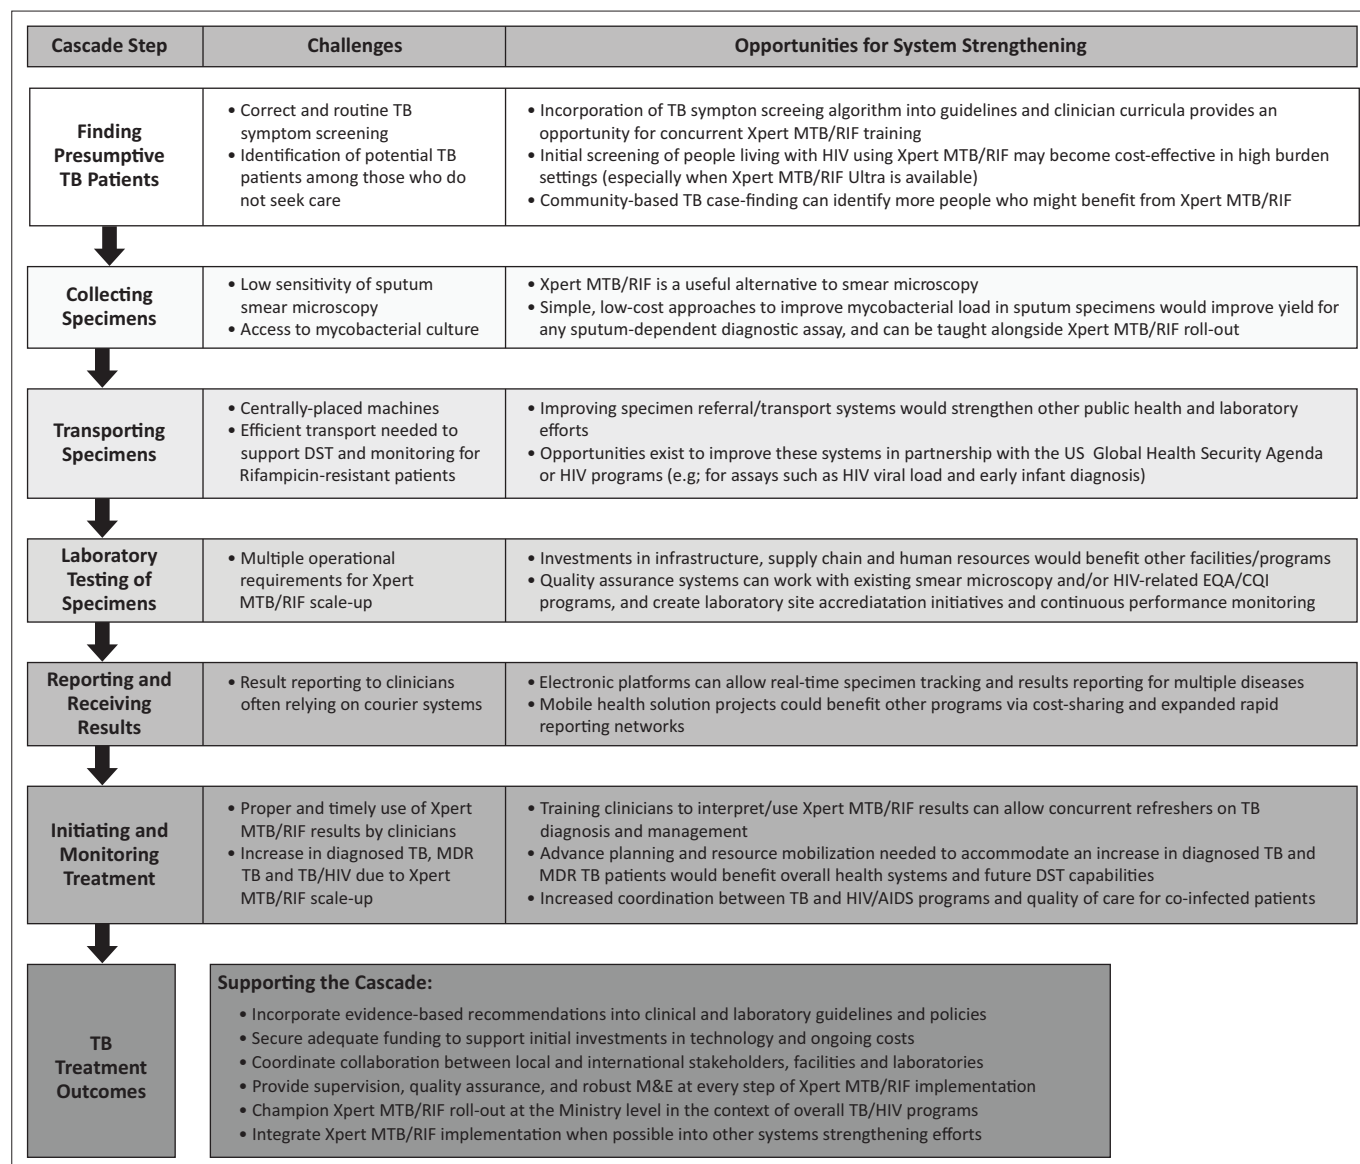 Cascade Step
Challenges
Opportunities for System Strengthening
Finding
Presumptive
TB Patients
• Correct and routine TB
symptom screening
• Identification of potential TB
patients among those who do
not seek care
• Incorporation of TB sympton screeing algorithm into guidelines and clinician curricula provides an
opportunity for concurrent Xpert MTB/RIF training
• Initial screening of people living with HIV using Xpert MTB/RIF may become cost-effective in high burden
settings (especially when Xpert MTB/RIF Ultra is available)
• Community-based TB case-finding can identify more people who might benefit from Xpert MTB/RIF
Collecting
Specimens
• Low sensitivity of sputum
smear microscopy
• Access to mycobacterial culture
• Xpert MTB/RIF is a useful alternative to smear microscopy
• Simple, low-cost approaches to improve mycobacterial load in sputum specimens would improve yield for
any sputum-dependent diagnostic assay, and can be taught alongside Xpert MTB/RIF roll-out
Transporting
Specimens
• Centrally-placed machines
• Efficient transport needed to
support DST and monitoring for
Rifampicin-resistant patients
• Improving specimen referral/transport systems would strengthen other public health and laboratory
efforts
• Opportunities exist to improve these systems in partnership with the US Global Health Security Agenda
or HIV programs (e.g; for assays such as HIV viral load and early infant diagnosis)
Laboratory
Testing of
Specimens
• Multiple operational
requirements for Xpert
MTB/RIF scale-up
• Investments in infrastructure, supply chain and human resources would benefit other facilities/programs
• Quality assurance systems can work with existing smear microscopy and/or HIV-related EQA/CQI
programs, and create laboratory site accrediatation initiatives and continuous performance monitoring
Reporting and
Receiving
Results
• Result reporting to clinicians
often relying on courier systems
• Electronic platforms can allow real-time specimen tracking and results reporting for multiple diseases
• Mobile health solution projects could benefit other programs via cost-sharing and expanded rapid
reporting networks
Initiating and
Monitoring
Treatment
• Proper and timely use of Xpert
MTB/RIF results by clinicians
• Increase in diagnosed TB, MDR
TB and TB/HIV due to Xpert
MTB/RIF scale-up
• Training clinicians to interpret/use Xpert MTB/RIF results can allow concurrent refreshers on TB
diagnosis and management
• Advance planning and resource mobilization needed to accommodate an increase in diagnosed TB and
MDR TB patients would benefit overall health systems and future DST capabilities
• Increased coordination between TB and HIV/AIDS programs and quality of care for co-infected patients
TB
Treatment
Outcomes
Supporting the Cascade:
• Incorporate evidence-based recommendations into clinical and laboratory guidelines and policies
• Secure adequate funding to support initial investments in technology and ongoing costs
• Coordinate collaboration between local and international stakeholders, facilities and laboratories
• Provide supervision, quality assurance, and robust M&E at every step of Xpert MTB/RIF implementation
• Champion Xpert MTB/RIF roll-out at the Ministry level in the context of overall TB/HIV programs
• Integrate Xpert MTB/RIF implementation when possible into other systems strengthening efforts